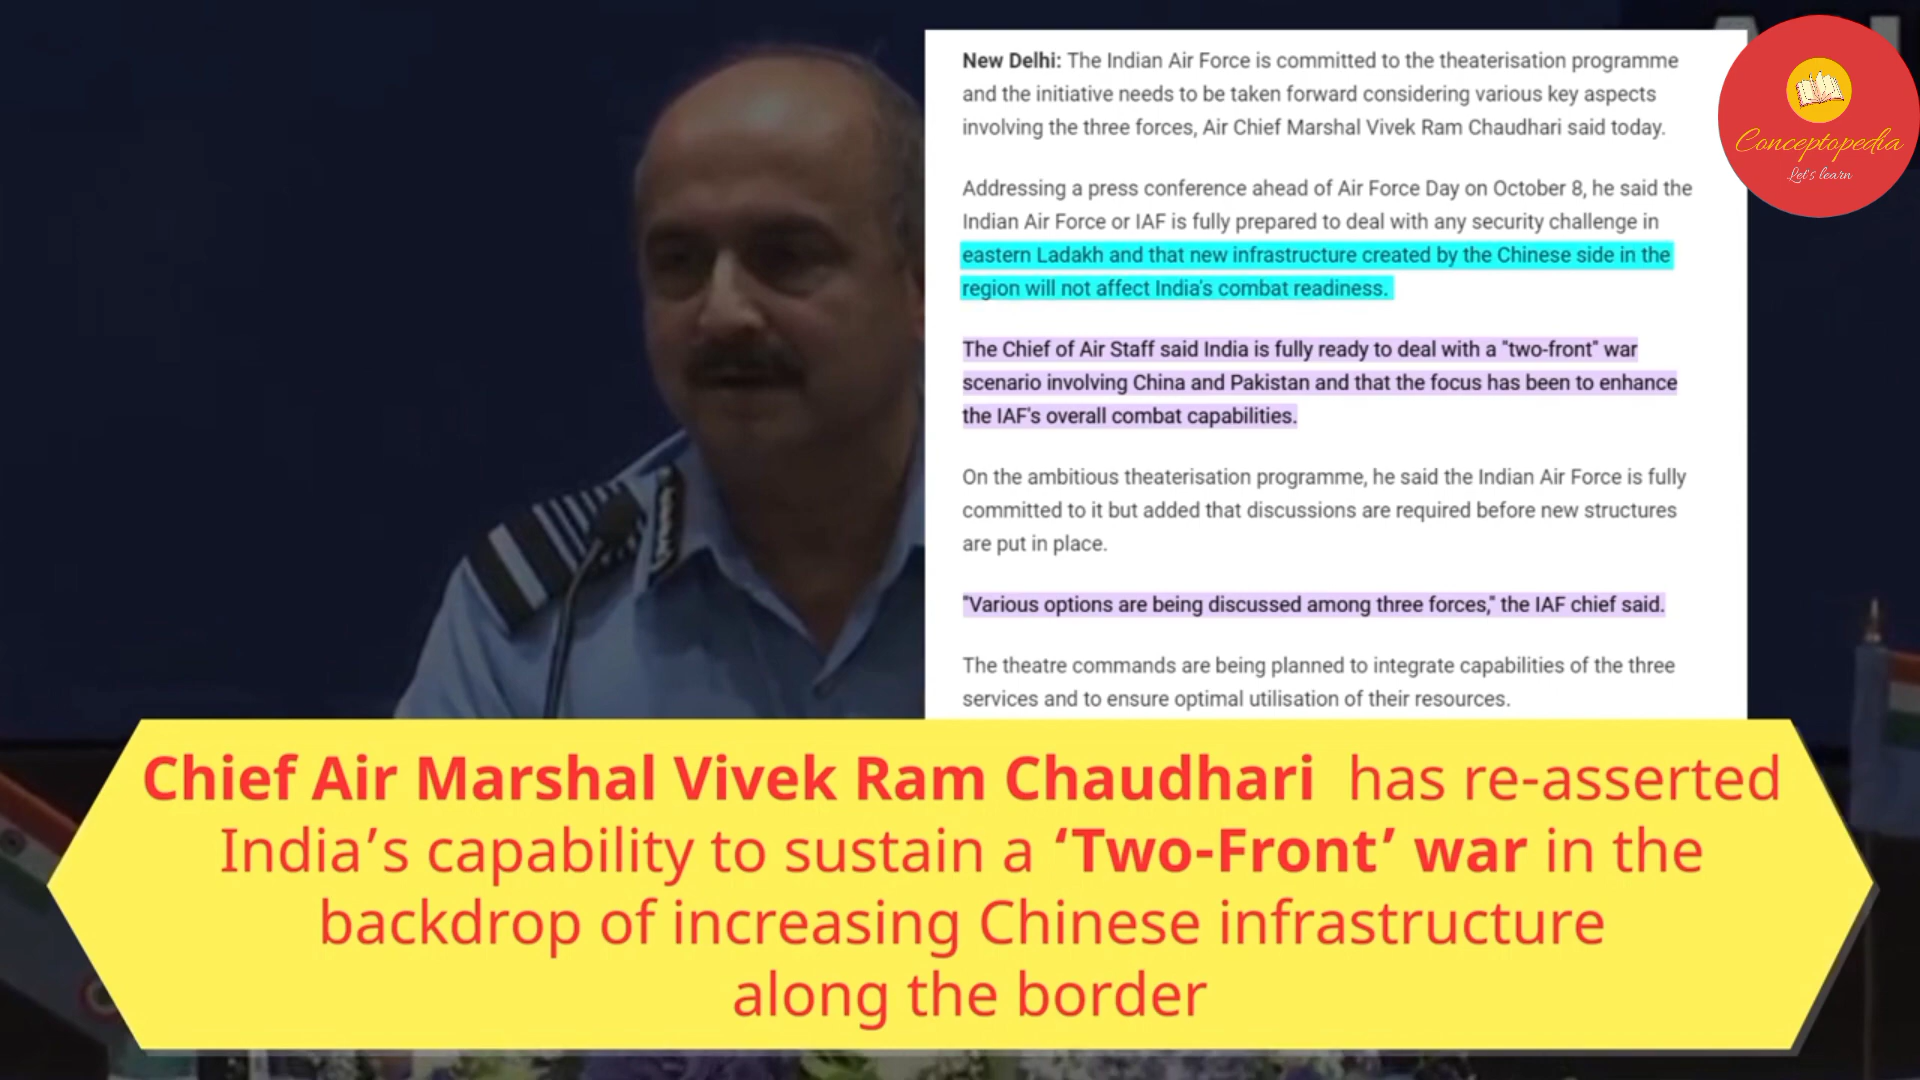 New Delhi: The Indian Air Force is committed to the theaterisation programme
and the initiative needs to be taken forward considering various key aspects
involving the three forces, Air Chief Marshal Vivek Ram Chaudhari said today.
Addressing a press conference ahead of Air Force Day on October 8, he said the
Indian Air Force or IAF is fully prepared to deal with any security challenge in
eastern Ladakh and that new infrastructure created by the Chinese side in the
region will not affect India's combat readiness.
The Chief of Air Staff said India is fully ready to deal with a "two-front" war
scenario involving China and Pakistan and that the focus has been to enhance
the IAF's overall combat capabilities.
On the ambitious theaterisation programme, he said the Indian Air Force is fully
committed to it but added that discussions are required before new structures
are put in place.
"Various options are being discussed among three forces," the IAF chief said.
The theatre commands are being planned to integrate capabilities of the three
services and to ensure optimal utilisation of their resources.
Conceptopedia
Let's learn
Chief Air Marshal Vivek Ram Chaudhari has re-asserted
India’s capability to sustain a ‘Two-Front’ war in the
backdrop of increasing Chinese infrastructure
along the border